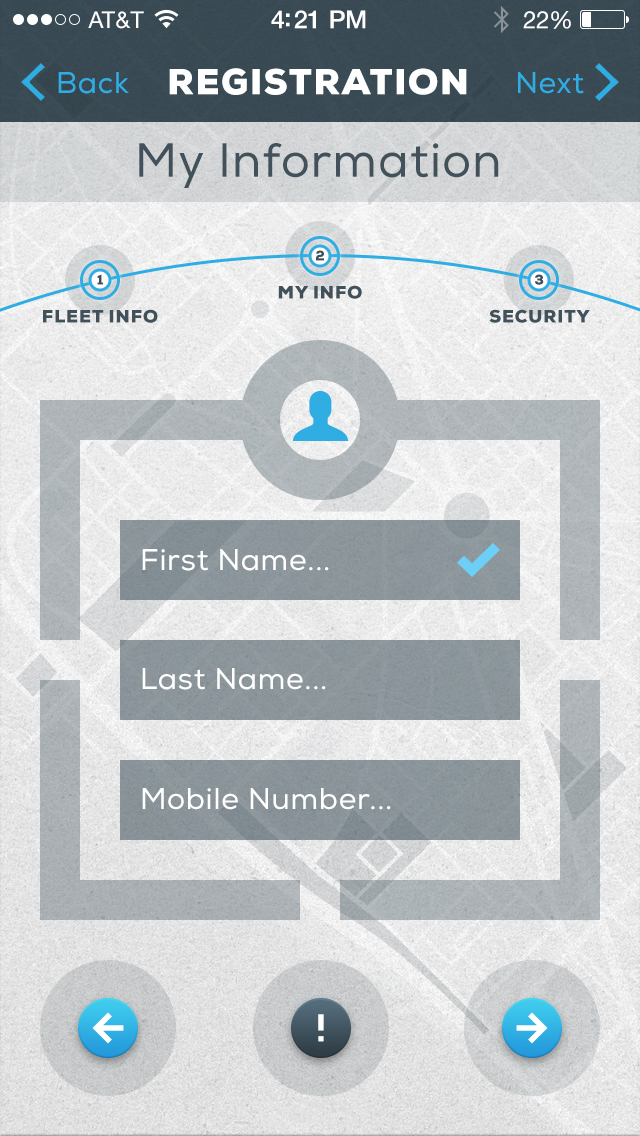 AT&T 4:21 PM 22%
Back REGISTRATION Next
My Information
1 2 3
MY INFO
FLEET INFO SECURITY
First Name...
Last Name...
Mobile Number...
!